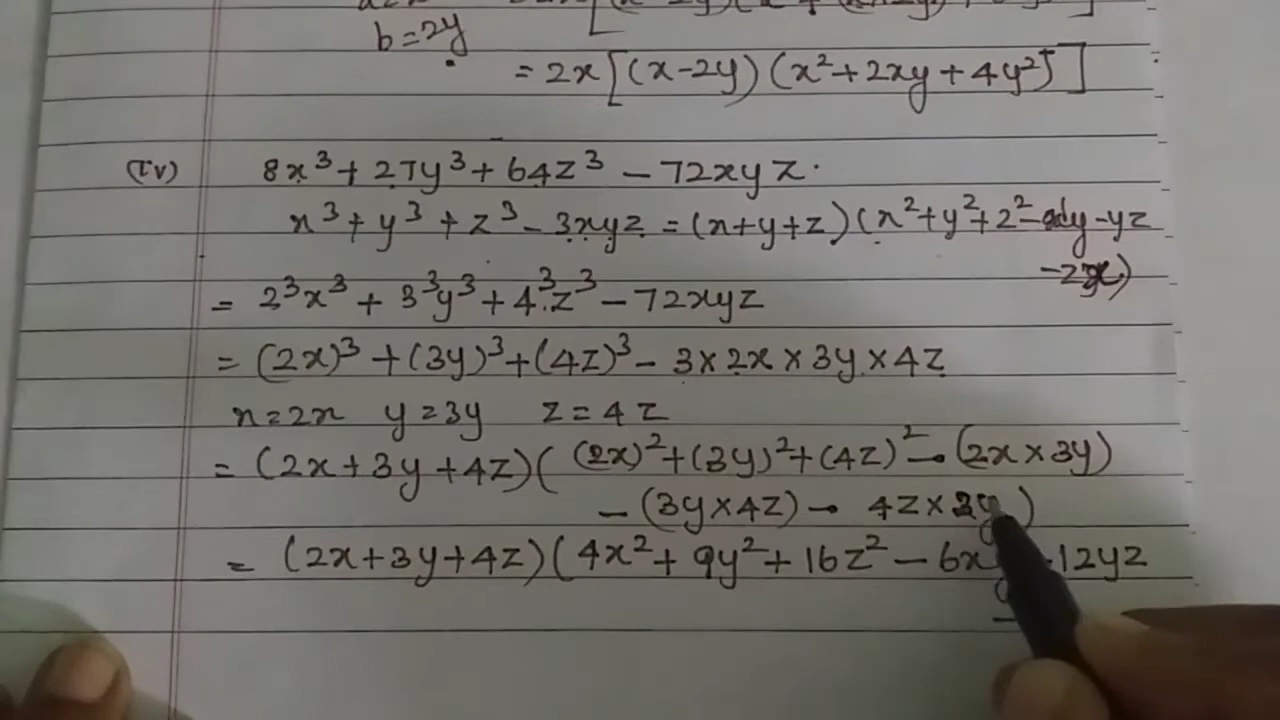 b=2y
= 2x[(x-2y)(x²+2xy+4y²)]
(iv) 8x³+27y³+64z³-72xyz.
x³+y³+z³-3xyz=(x+y+z)(x²+y²+z²-xy-yz
-zx)
= 2³x³+3³y³+4³z³-72xyz
= (2x)³+(3y)³+(4z)³-3×2x×3y×4z
x=2x y=3y z=4z
= (2x+3y+4z)((2x)²+(3y)²+(4z)²-(2x×3y)
-(3y×4z)-4z×)
= (2x+3y+4z)(4x²+9y²+16z²-6xy-12yz
-